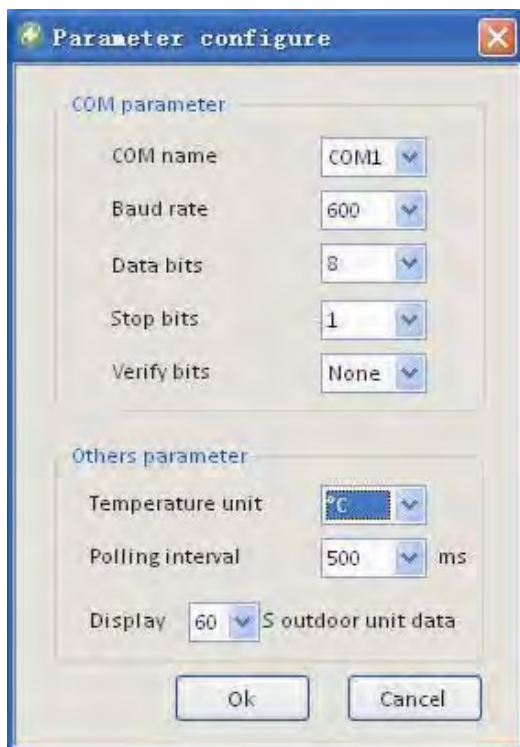 Parameter configure
COM parameter
COM name COM1
Baud rate 600
Data bits 8
Stop bits 1
Verify bits None
Others parameter
Temperature unit °C
Polling interval 500 ms
Display 60 S outdoor unit data
Ok Cancel